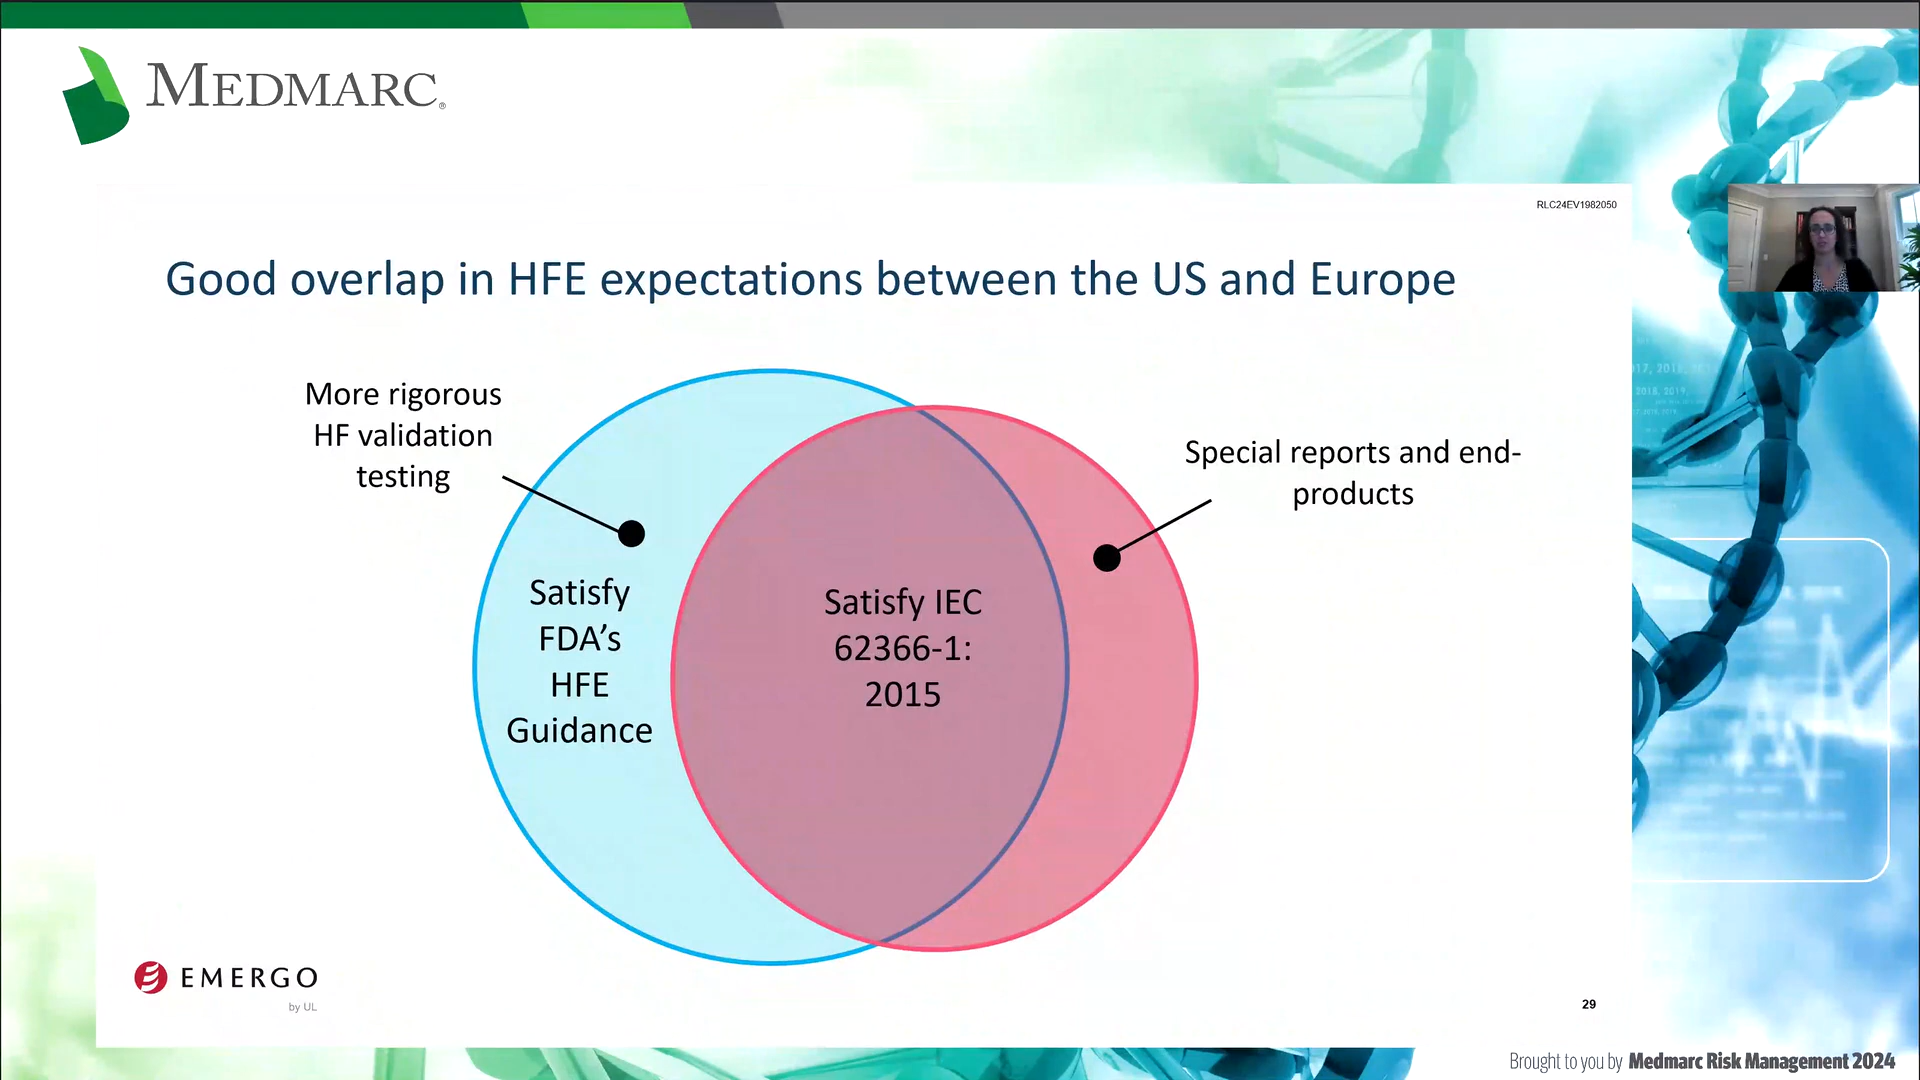 MEDMARC®
RLC24EV1982050
Good overlap in HFE expectations between the US and Europe
More rigorous
HF validation
testing
Special reports and end-
products
Satisfy
FDA’s
HFE
Guidance
Satisfy IEC
62366-1:
2015
EMERGO
by UL
29
Brought to you by Medmarc Risk Management 2024